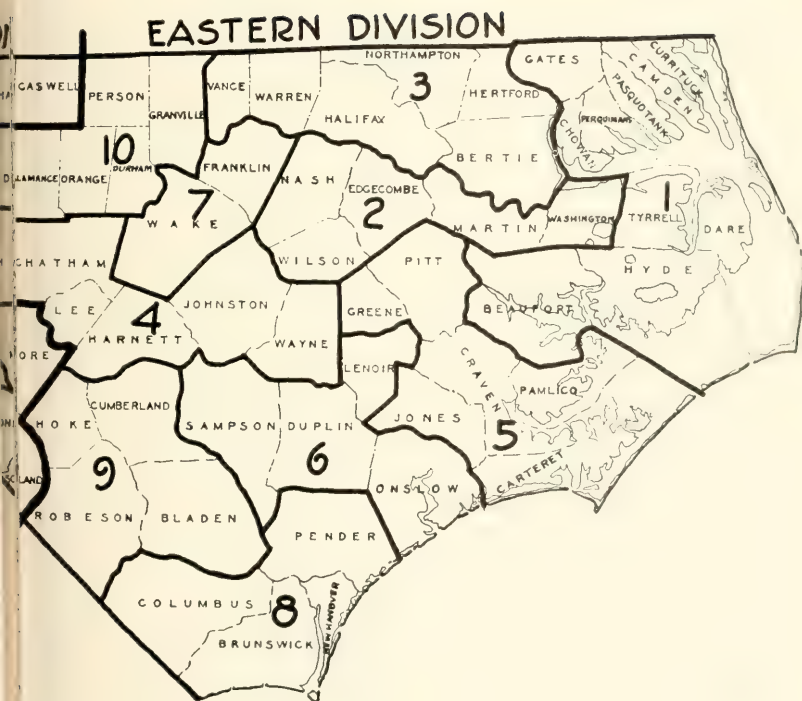 EASTERN DIVISION
NORTHAMPTON
GATES
CURRITUCK
CAMDEN
PASQUOTANK
CASWELL
PERSON
VANCE
WARREN
3
HERTFORD
GRANVILLE
HALIFAX
PERQUIMANS
CHOWAN
10
DURHAM
FRANKLIN
NASH
BERTIE
LAMANCE
ORANGE
EDGECOMBE
7
2
1
WAKE
MARTIN
WASHINGTON
TYRRELL
DARE
CHATHAM
WILSON
PITT
HYDE
LEE
JOHNSTON
GREENE
BEAUFORT
4
HARNETT
WAYNE
ORE
LENOIR
CRAVEN
PAMLICO
CUMBERLAND
HOKE
SAMPSON
DUPLIN
JONES
5
9
6
CARTERET
LAND
ONSLOW
ROBESON
BLADEN
PENDER
COLUMBUS
8
NEW HANOVER
BRUNSWICK